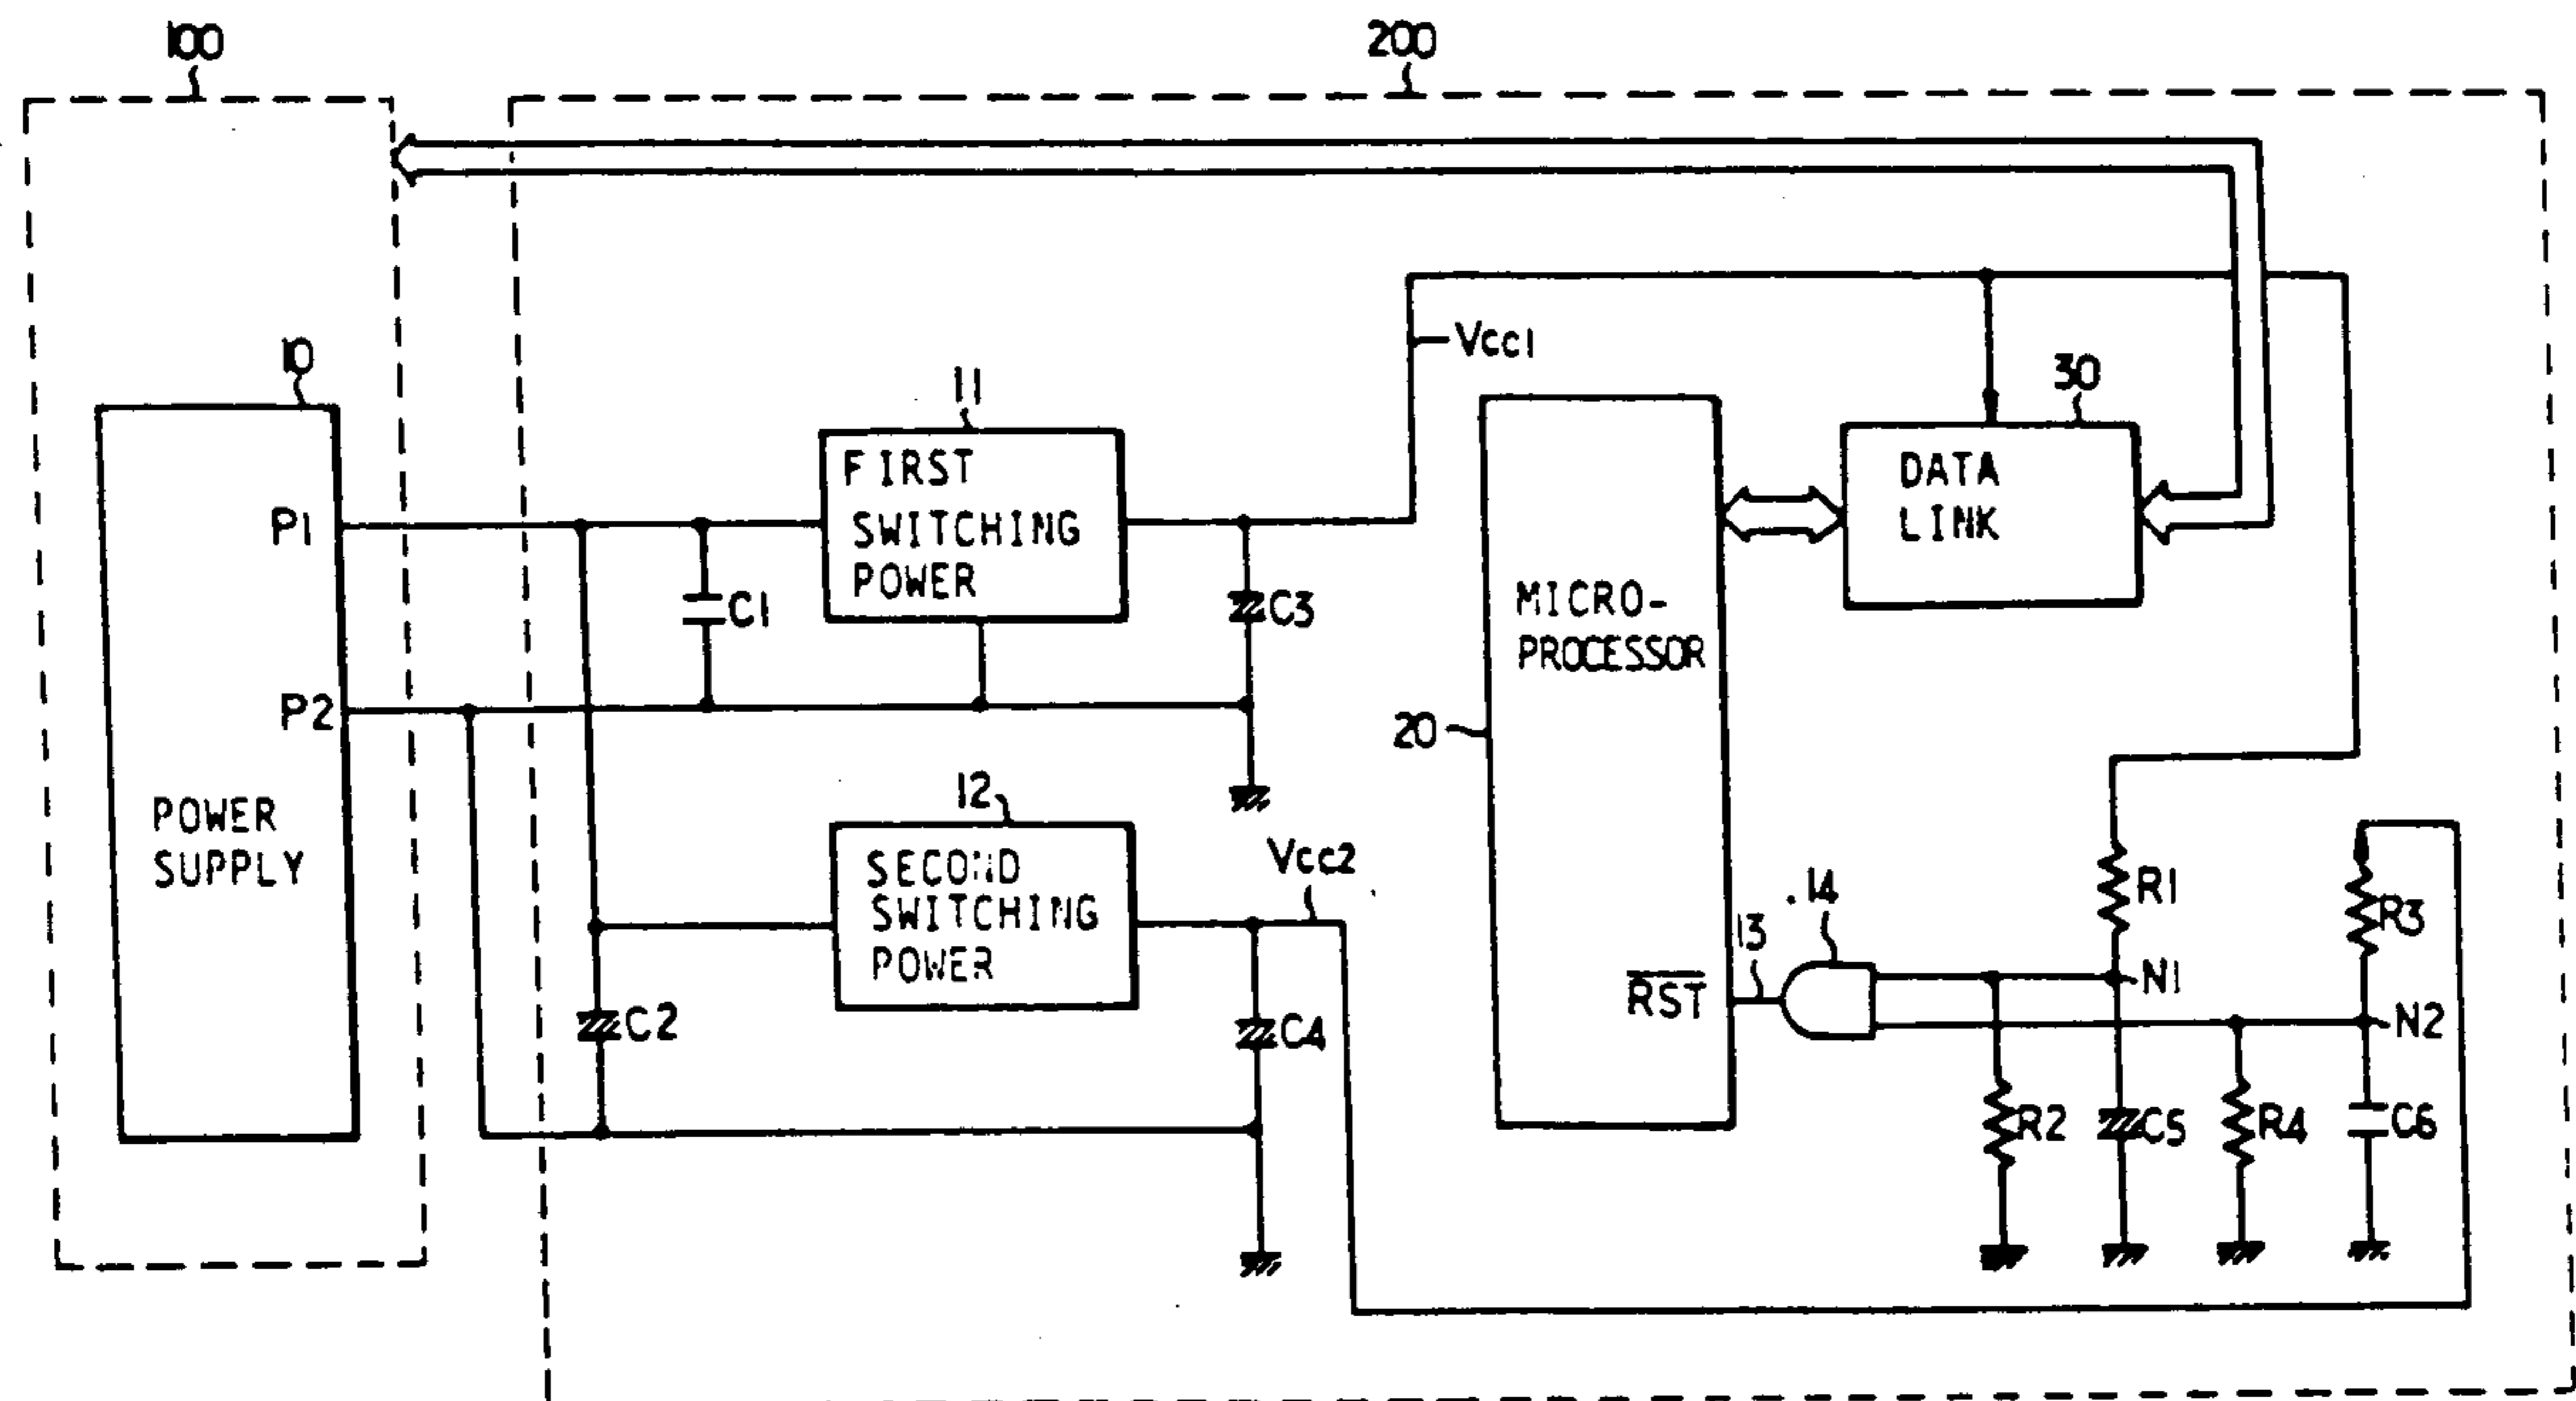 100
200
10
P1
P2
POWER
SUPPLY
11
FIRST
SWITCHING
POWER
C1
C3
Vcc1
12
SECOND
SWITCHING
POWER
Vcc2
C2
C4
20
MICRO-
PROCESSOR
RST
30
DATA
LINK
13
14
R1
N1
R3
N2
R2
C5
R4
C6